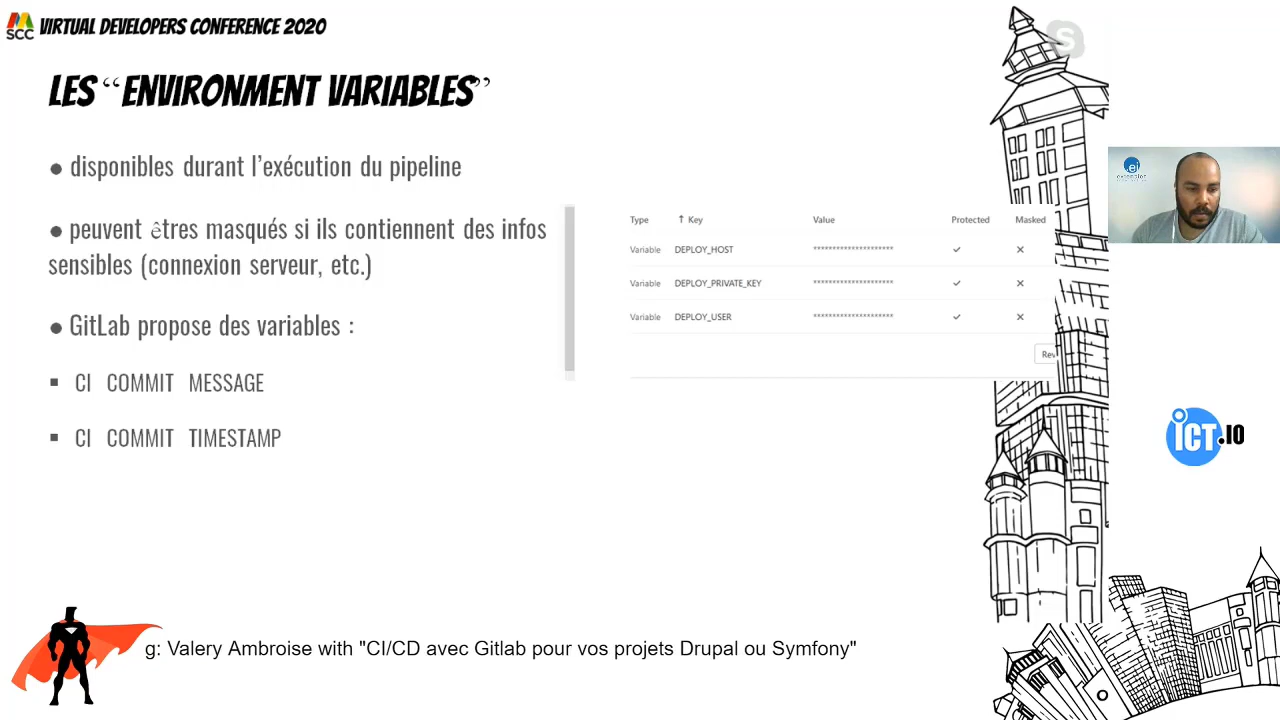 SCC VIRTUAL DEVELOPERS CONFERENCE 2020
S
LES “ENVIRONMENT VARIABLES”
● disponibles durant l’exécution du pipeline
● peuvent êtres masqués si ils contiennent des infos
sensibles (connexion serveur, etc.)
● GitLab propose des variables :
▪ CI COMMIT MESSAGE
▪ CI COMMIT TIMESTAMP
Type ↑ Key Value Protected Masked
Variable DEPLOY_HOST ******************** ✓ ✕
Variable DEPLOY_PRIVATE_KEY ******************** ✓ ✕
Variable DEPLOY_USER ******************** ✓ ✕
Rev
ei
ICT.IO
g: Valery Ambroise with "CI/CD avec Gitlab pour vos projets Drupal ou Symfony"